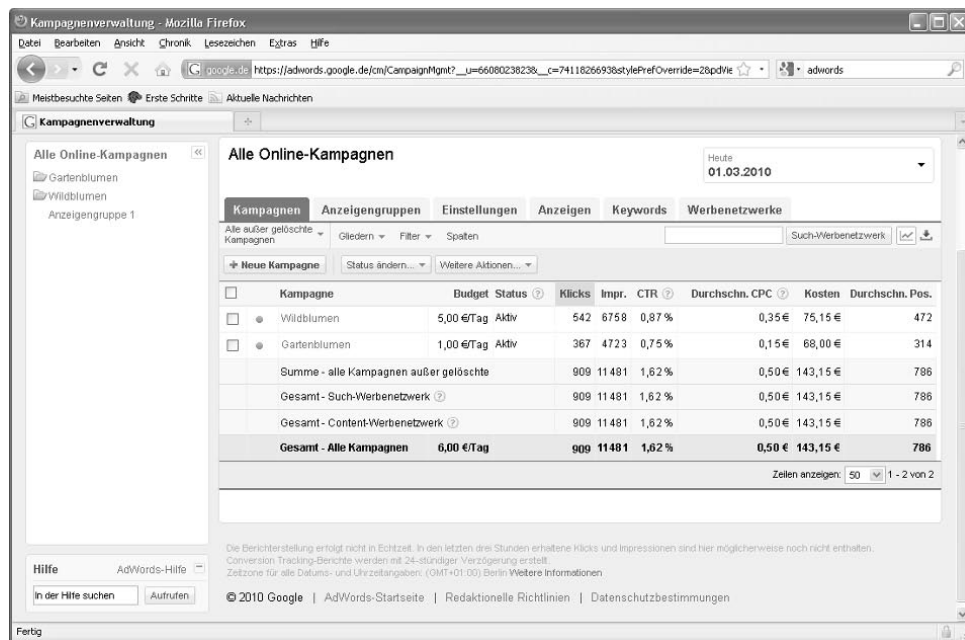 Kampagnenverwaltung - Mozilla Firefox
Datei Bearbeiten Ansicht Chronik Lesezeichen Extras Hilfe
google.de https://adwords.google.de/cm/CampaignMgmt?__u=6608023823&__c=741182669 3&stylePrefOverride=2&pdVie adwords
Meistbesuchte Seiten Erste Schritte Aktuelle Nachrichten
Kampagnenverwaltung
Alle Online-Kampagnen
Gartenblumen
Wildblumen
Anzeigengruppe 1
Alle Online-Kampagnen
Heute
01.03.2010
Kampagnen Anzeigengruppen Einstellungen Anzeigen Keywords Werbenetzwerke
Alle außer gelöschte Kampagnen Gliedern Filter Spalten Such-Werbenetzwerk
+ Neue Kampagne Status ändern... Weitere Aktionen...
Kampagne Budget Status ? Klicks Impr. CTR ? Durchschn. CPC ? Kosten Durchschn. Pos.
Wildblumen 5,00 €/Tag Aktiv 542 6758 0,87 % 0,35 € 75,15 € 472
Gartenblumen 1,00 €/Tag Aktiv 367 4723 0,75 % 0,15 € 68,00 € 314
Summe - alle Kampagnen außer gelöschte 909 11481 1,62 % 0,50 € 143,15 € 786
Gesamt - Such-Werbenetzwerk ? 909 11481 1,62 % 0,50 € 143,15 € 786
Gesamt - Content-Werbenetzwerk ? 909 11481 1,62 % 0,50 € 143,15 € 786
Gesamt - Alle Kampagnen 6,00 €/Tag 909 11481 1,62 % 0,50 € 143,15 € 786
Zeilen anzeigen: 50 1 - 2 von 2
Die Berichterstellung erfolgt nicht in Echtzeit. In den letzten drei Stunden erhaltene Klicks und Impressionen sind hier möglicherweise noch nicht enthalten.
Conversion Tracking-Berichte werden mit 24-stündiger Verzögerung erstellt.
Zeitzone für alle Datums- und Uhrzeitangaben: (GMT+01:00) Berlin Weitere Informationen
Hilfe AdWords-Hilfe
In der Hilfe suchen Aufrufen
© 2010 Google | AdWords-Startseite | Redaktionelle Richtlinien | Datenschutzbestimmungen
Fertig